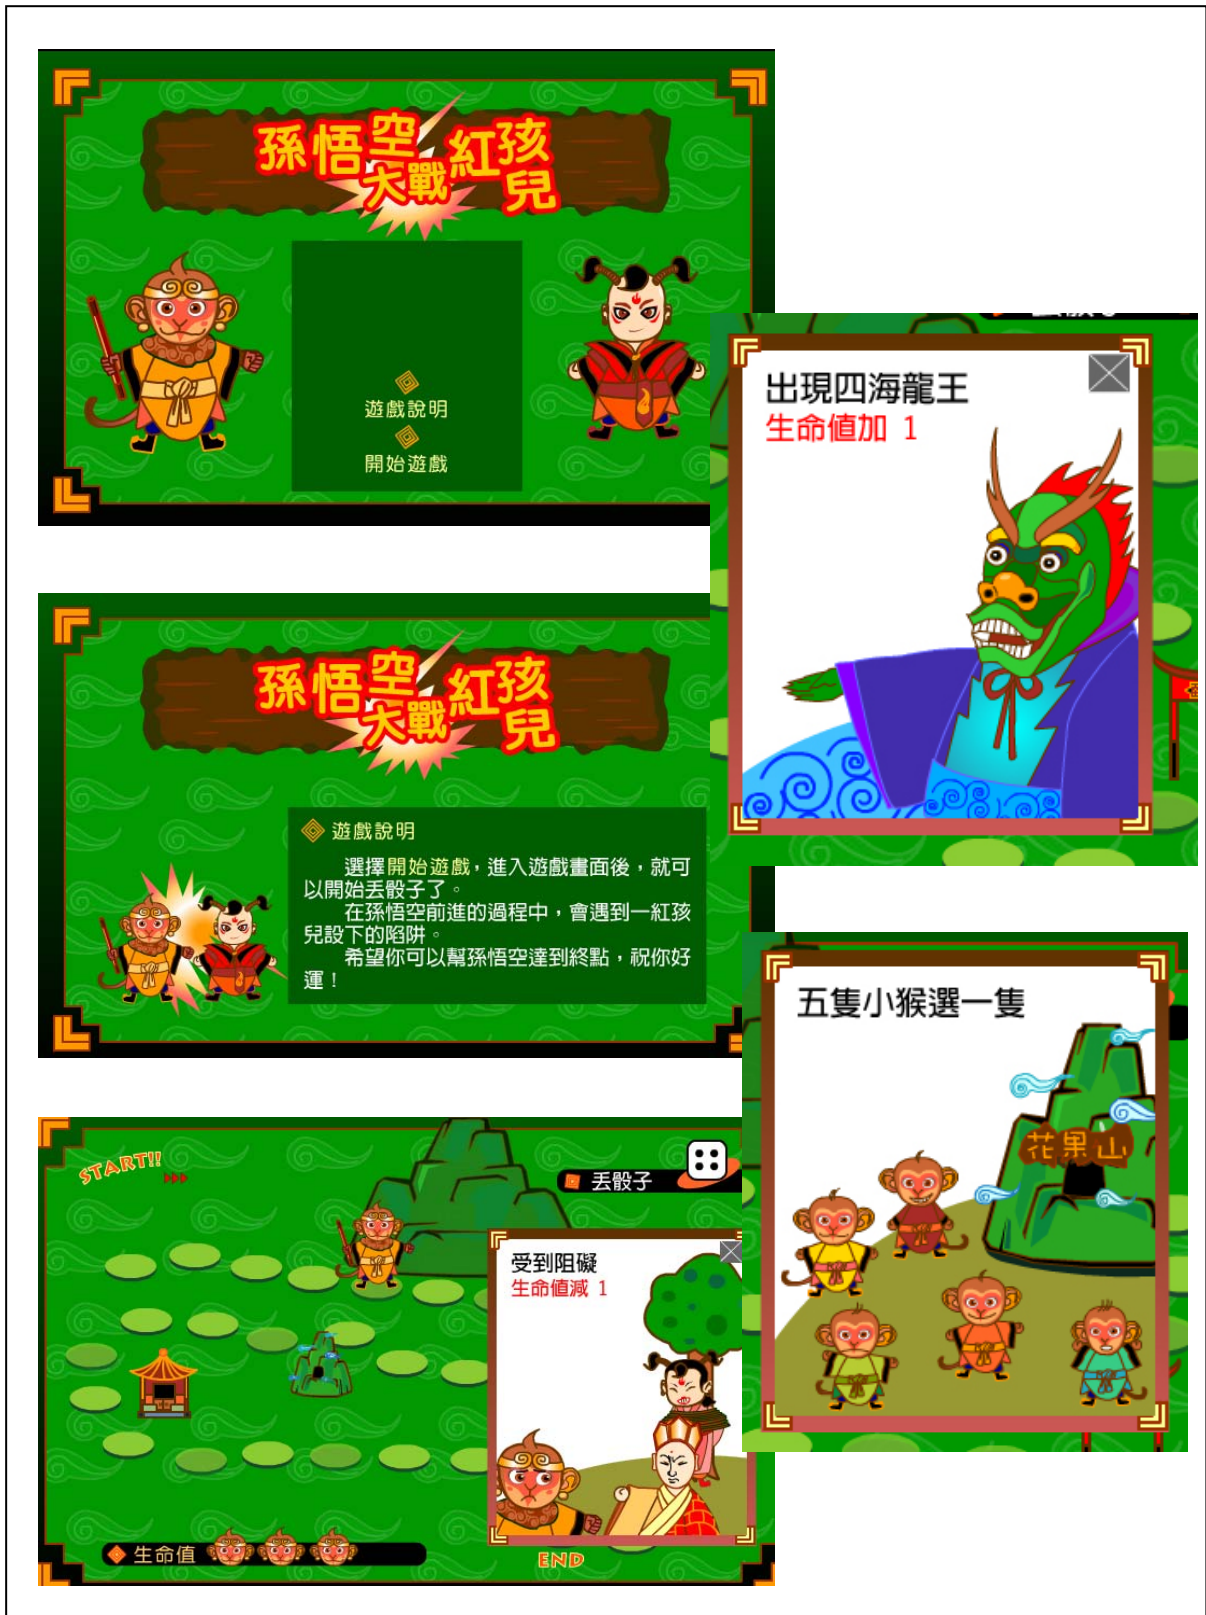 孫悟空大戰紅孩兒
遊戲說明
開始遊戲
出現四海龍王
生命值加 1
孫悟空大戰紅孩兒
遊戲說明
選擇開始遊戲，進入遊戲畫面後，就可
以開始丟骰子了。
在孫悟空前進的過程中，會遇到一紅孩
兒設下的陷阱。
希望你可以幫孫悟空達到終點，祝你好
運！
五隻小猴選一隻
花果山
START!!
丟骰子
受到阻礙
生命值減 1
生命值
END